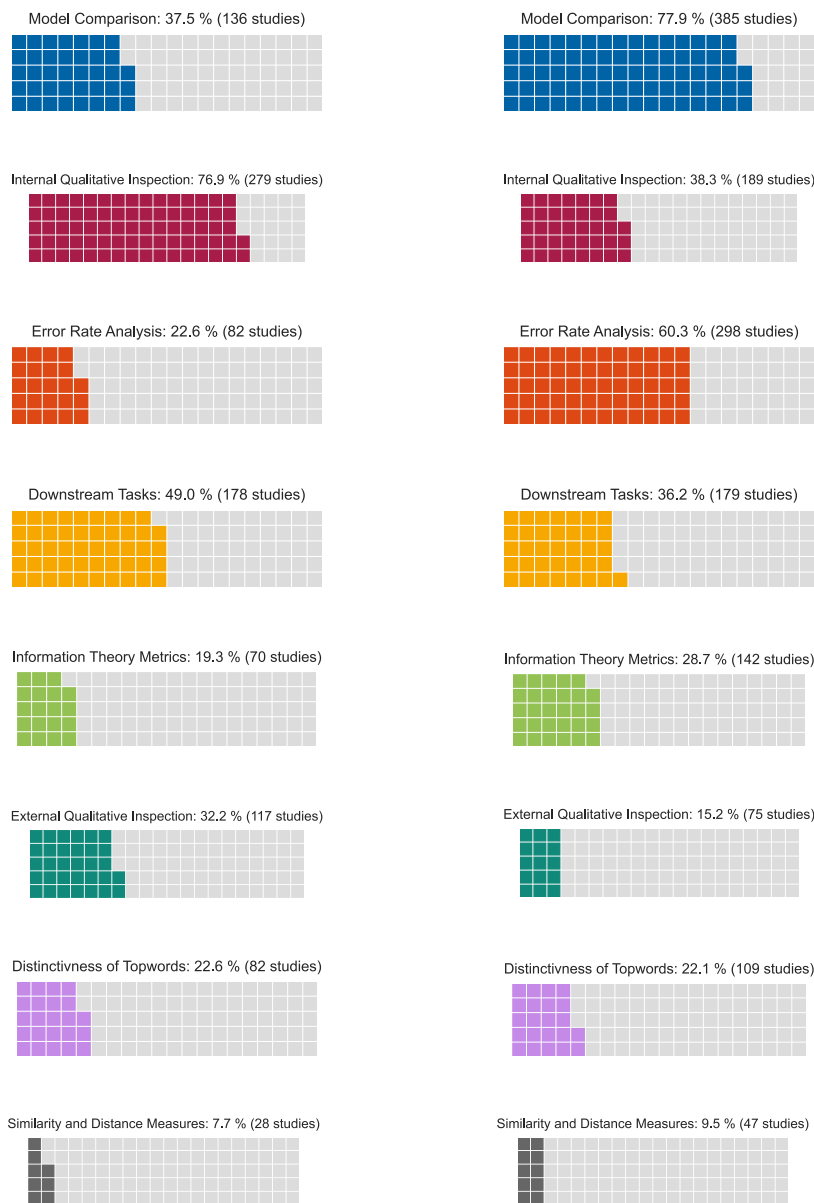 Model Comparison: 37.5 % (136 studies)
Model Comparison: 77.9 % (385 studies)
Internal Qualitative Inspection: 76.9 % (279 studies)
Internal Qualitative Inspection: 38.3 % (189 studies)
Error Rate Analysis: 22.6 % (82 studies)
Error Rate Analysis: 60.3 % (298 studies)
Downstream Tasks: 49.0 % (178 studies)
Downstream Tasks: 36.2 % (179 studies)
Information Theory Metrics: 19.3 % (70 studies)
Information Theory Metrics: 28.7 % (142 studies)
External Qualitative Inspection: 32.2 % (117 studies)
External Qualitative Inspection: 15.2 % (75 studies)
Distinctivness of Topwords: 22.6 % (82 studies)
Distinctivness of Topwords: 22.1 % (109 studies)
Similarity and Distance Measures: 7.7 % (28 studies)
Similarity and Distance Measures: 9.5 % (47 studies)